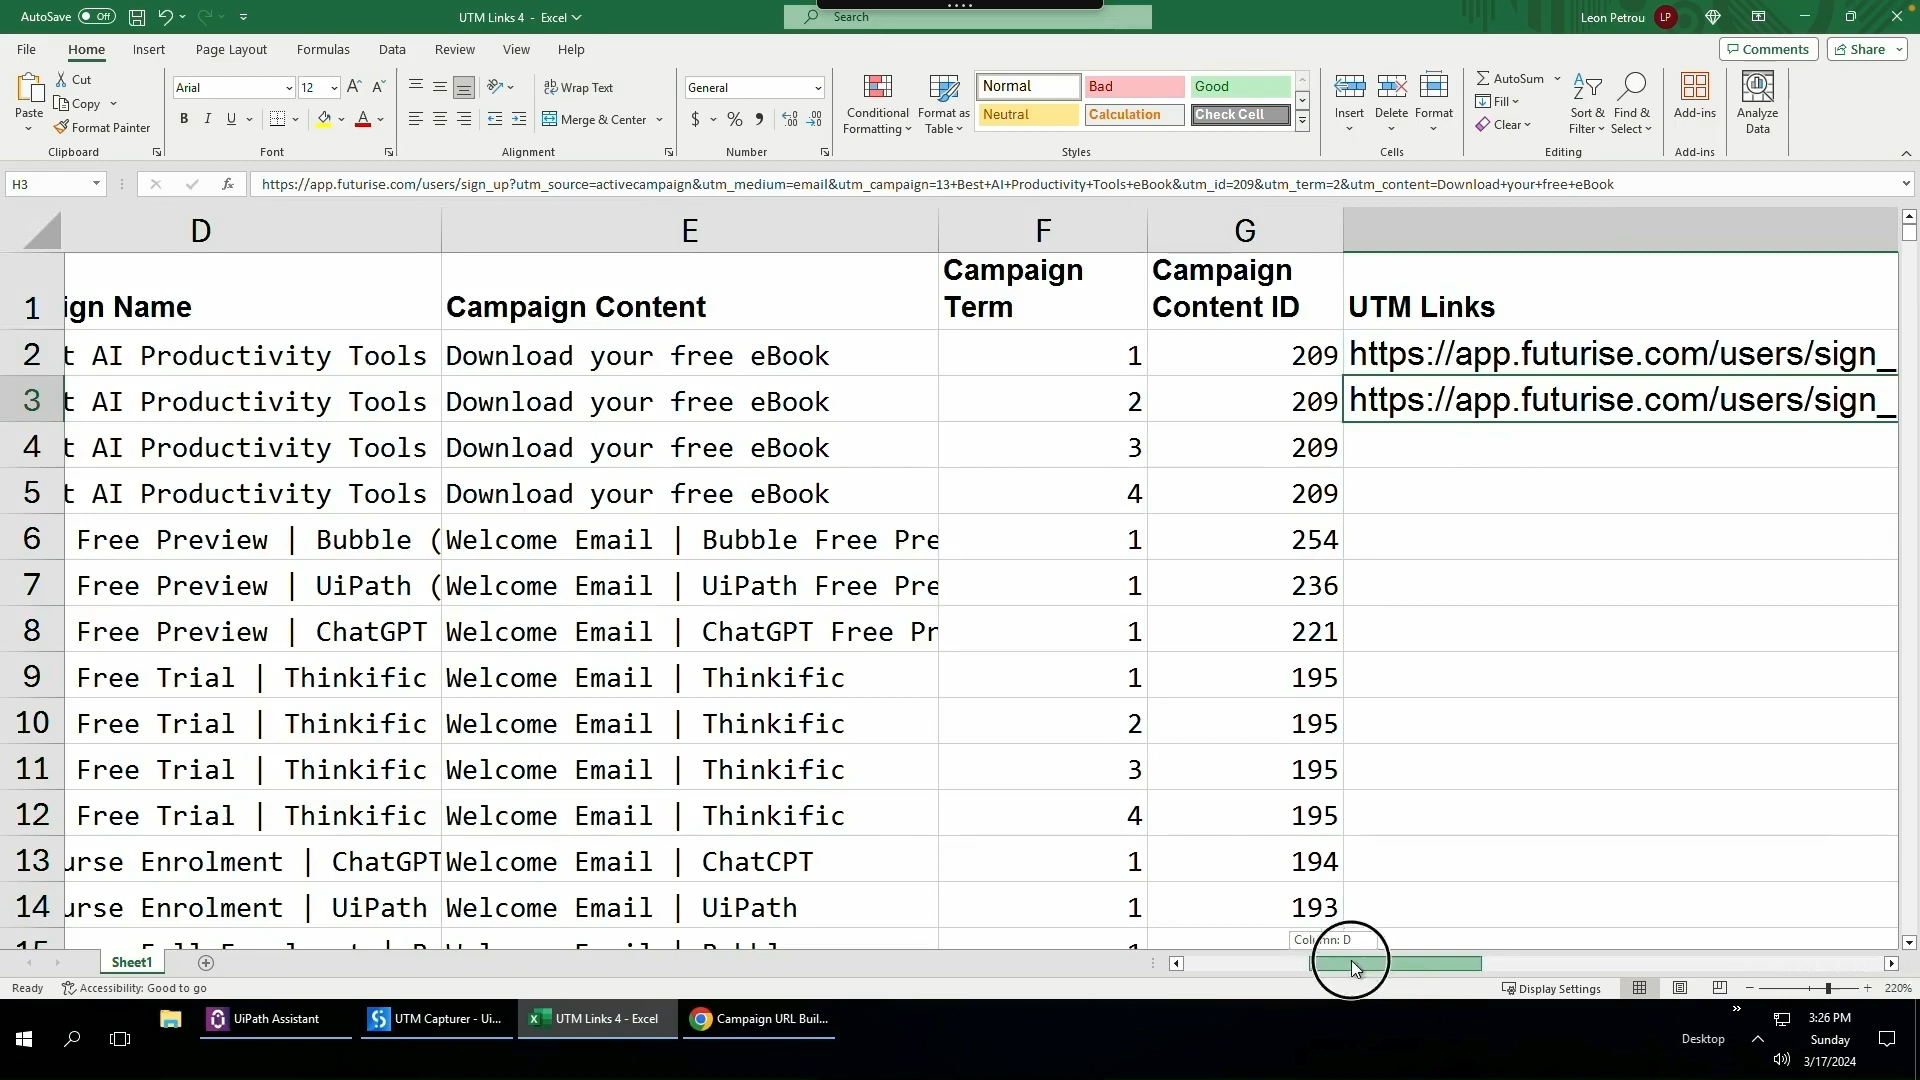 AutoSave Off UTM Links 4 - Excel Search Leon Petrou LP
File Home Insert Page Layout Formulas Data Review View Help Comments Share
Paste Cut Copy Format Painter Clipboard
Arial 12 B I U A A Font
Wrap Text Merge & Center Alignment
General $ % Number
Conditional Formatting Format as Table Normal Bad Good Neutral Calculation Check Cell Styles
Insert Delete Format Cells
AutoSum Fill Clear Sort & Filter Find & Select Editing
Add-ins Add-ins
Analyze Data
H3 fx https://app.futurise.com/users/sign_up?utm_source=activecampaign&utm_medium=email&utm_campaign=13+Best+AI+Productivity+Tools+eBook&utm_id=209&utm_term=2&utm_content=Download+your+free+eBook
D E F G
1 ign Name Campaign Content Campaign Term Campaign Content ID UTM Links
2 t AI Productivity Tools Download your free eBook 1 209 https://app.futurise.com/users/sign_
3 t AI Productivity Tools Download your free eBook 2 209 https://app.futurise.com/users/sign_
4 t AI Productivity Tools Download your free eBook 3 209
5 t AI Productivity Tools Download your free eBook 4 209
6 Free Preview | Bubble ( Welcome Email | Bubble Free Pre 1 254
7 Free Preview | UiPath ( Welcome Email | UiPath Free Pre 1 236
8 Free Preview | ChatGPT Welcome Email | ChatGPT Free Pr 1 221
9 Free Trial | Thinkific Welcome Email | Thinkific 1 195
10 Free Trial | Thinkific Welcome Email | Thinkific 2 195
11 Free Trial | Thinkific Welcome Email | Thinkific 3 195
12 Free Trial | Thinkific Welcome Email | Thinkific 4 195
13 urse Enrolment | ChatGPT Welcome Email | ChatCPT 1 194
14 urse Enrolment | UiPath Welcome Email | UiPath 1 193
15
Column: D
Sheet1
Ready Accessibility: Good to go Display Settings 220%
UiPath Assistant UTM Capturer - Ui... UTM Links 4 - Excel Campaign URL Buil... Desktop
3:26 PM
Sunday
3/17/2024